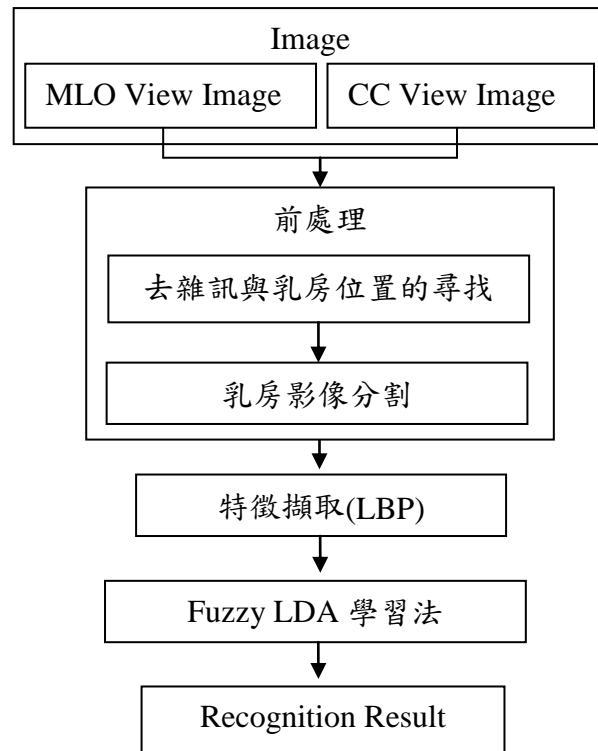 Image
MLO View Image
CC View Image
前處理
去雜訊與乳房位置的尋找
乳房影像分割
特徵擷取(LBP)
Fuzzy LDA 學習法
Recognition Result